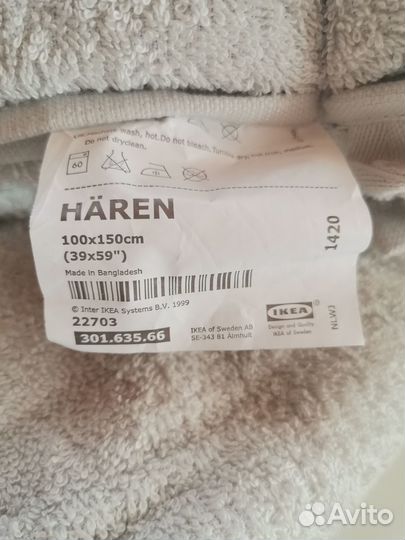 wash, hot. Do not bleach. Tumble dry, hot (max), medium.
Do not dryclean.
60
HÄREN
100x150cm
(39x59")
Made in Bangladesh
1420
© Inter IKEA Systems B.V. 1999
22703
301.635.66
IKEA of Sweden AB
SE-343 81 Älmhult
IKEA
Design and Quality
IKEA of Sweden
NLWJ
Avito